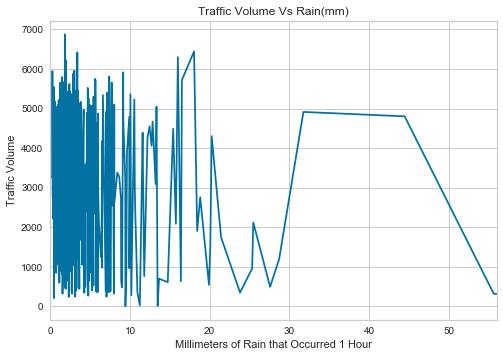 Traffic Volume Vs Rain(mm)
7000
6000
5000
4000
3000
2000
1000
0
Traffic Volume
0 10 20 30 40 50
Millimeters of Rain that Occurred 1 Hour